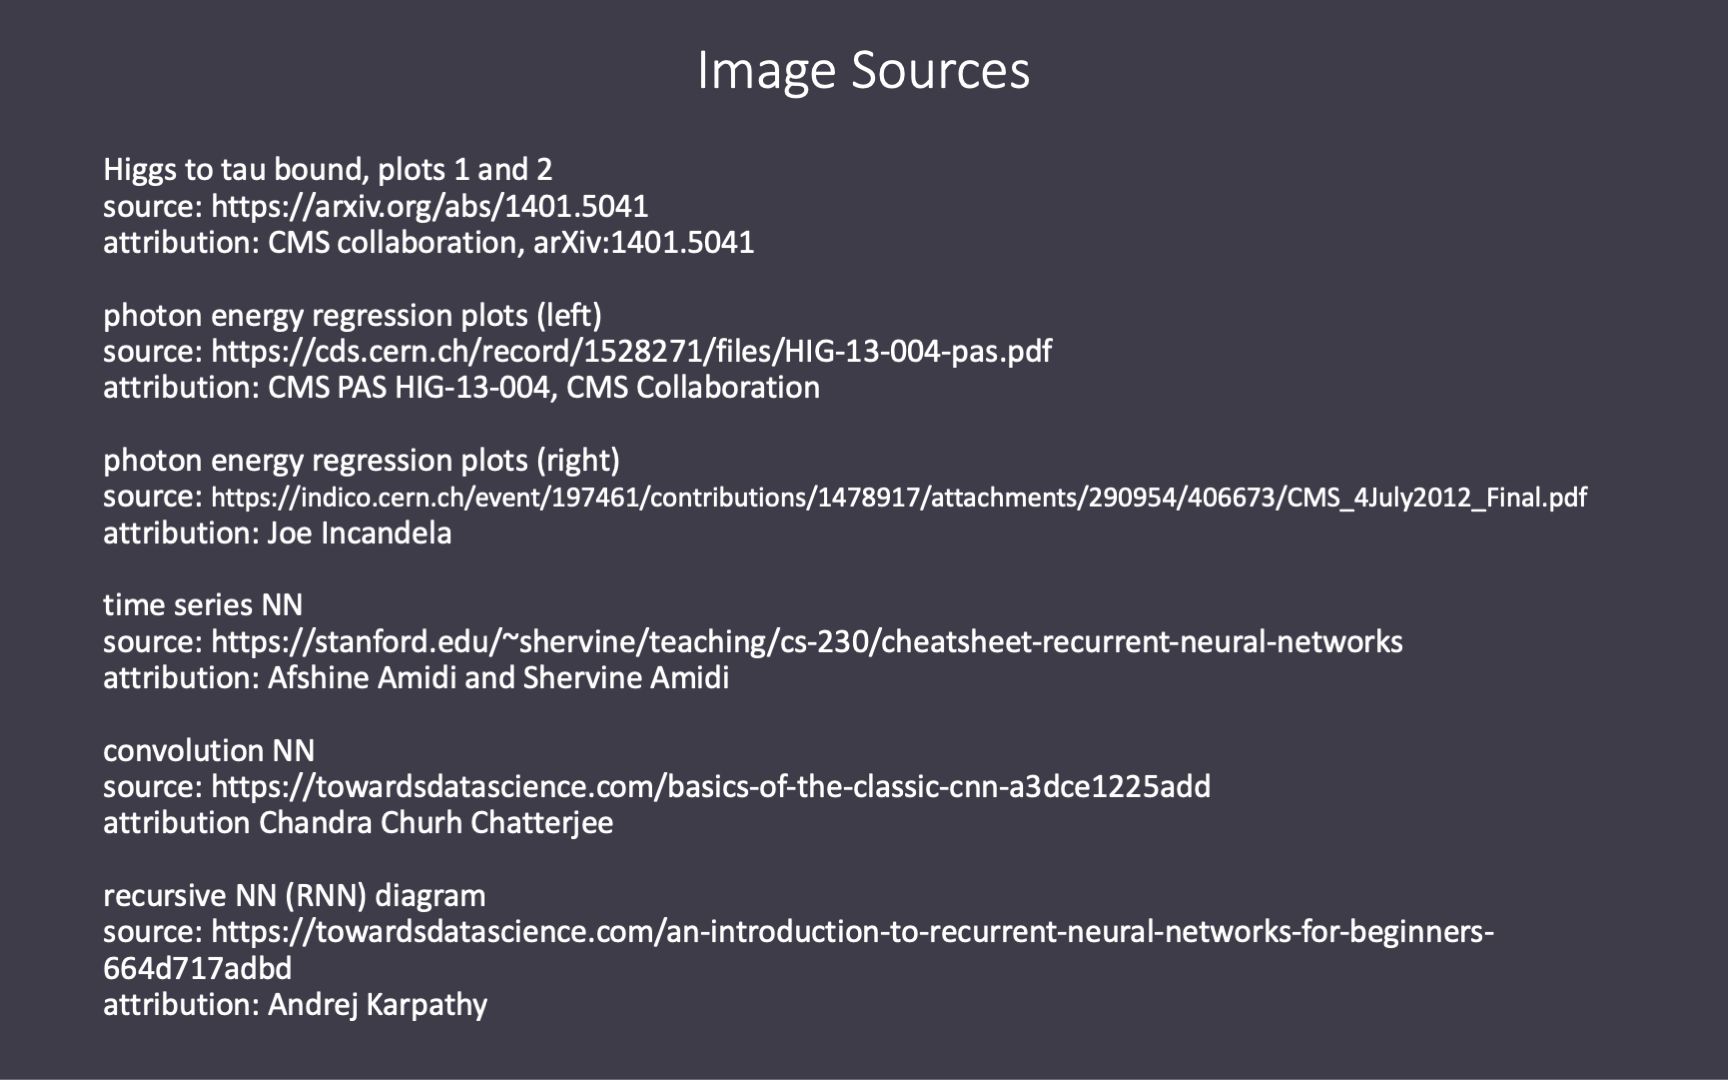 Image Sources
Higgs to tau bound, plots 1 and 2
source: https://arxiv.org/abs/1401.5041
attribution: CMS collaboration, arXiv:1401.5041
photon energy regression plots (left)
source: https://cds.cern.ch/record/1528271/files/HIG-13-004-pas.pdf
attribution: CMS PAS HIG-13-004, CMS Collaboration
photon energy regression plots (right)
source: https://indico.cern.ch/event/197461/contributions/1478917/attachments/290954/406673/CMS_4July2012_Final.pdf
attribution: Joe Incandela
time series NN
source: https://stanford.edu/~shervine/teaching/cs-230/cheatsheet-recurrent-neural-networks
attribution: Afshine Amidi and Shervine Amidi
convolution NN
source: https://towardsdatascience.com/basics-of-the-classic-cnn-a3dce1225add
attribution Chandra Churh Chatterjee
recursive NN (RNN) diagram
source: https://towardsdatascience.com/an-introduction-to-recurrent-neural-networks-for-beginners-
664d717adbd
attribution: Andrej Karpathy